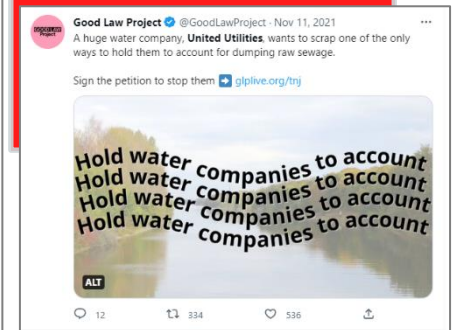 Good Law Project @GoodLawProject · Nov 11, 2021
A huge water company, United Utilities, wants to scrap one of the only
ways to hold them to account for dumping raw sewage.
Sign the petition to stop them ➡ glplive.org/tnj
Hold water companies to account
Hold water companies to account
Hold water companies to account
Hold water companies to account
ALT
12 334 536